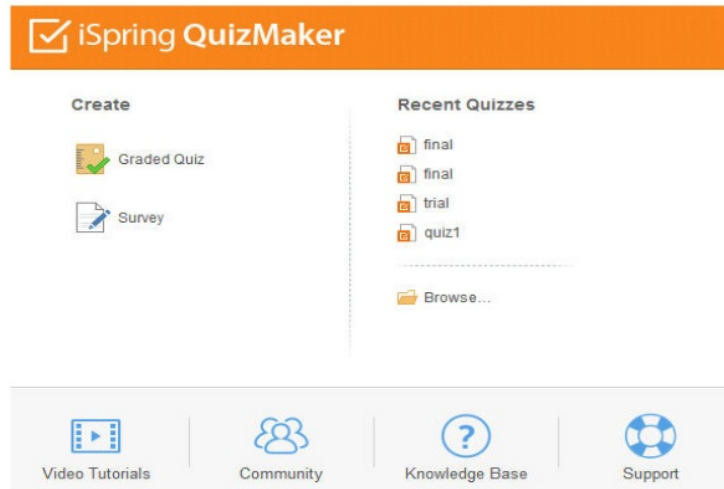 iSpring QuizMaker
Create
Graded Quiz
Survey
Recent Quizzes
final
final
trial
quiz1
Browse...
Video Tutorials
Community
Knowledge Base
Support